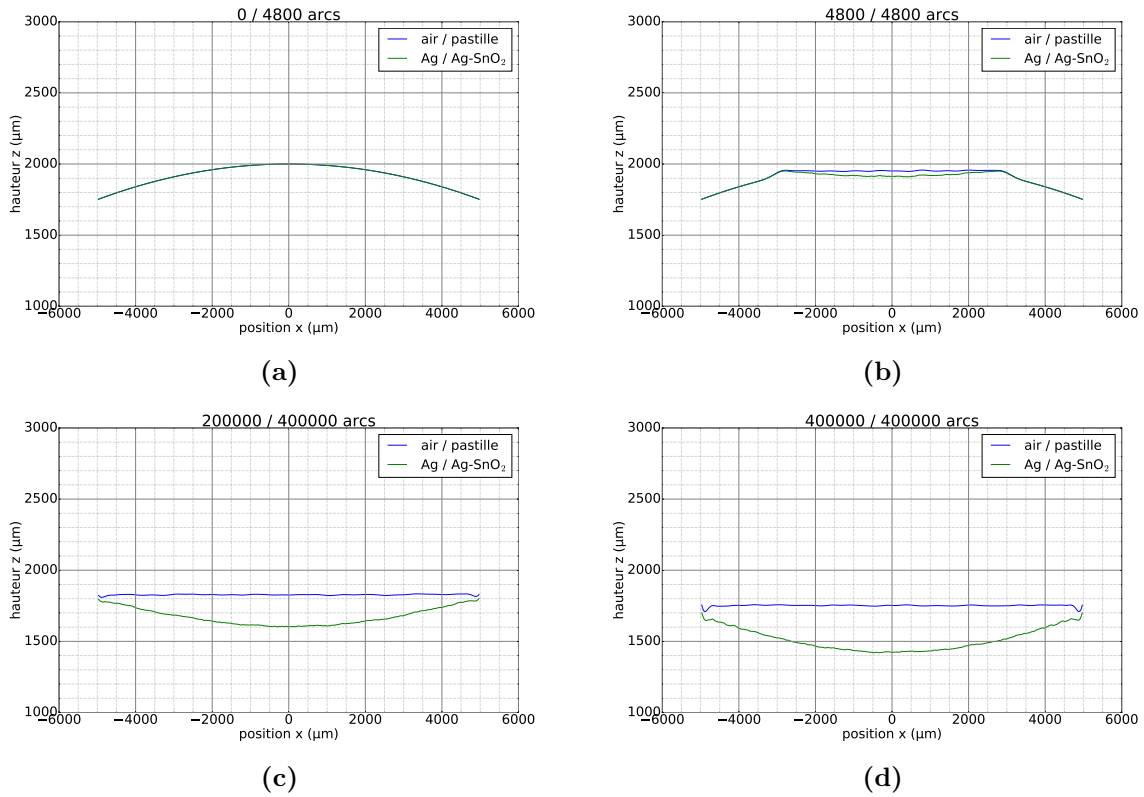 0 / 4800 arcs
3000
2500
2000
1500
1000
hauteur z (µm)
air / pastille
Ag / Ag-SnO₂
−6000 −4000 −2000 0 2000 4000 6000
position x (µm)
(a)
4800 / 4800 arcs
3000
2500
2000
1500
1000
hauteur z (µm)
air / pastille
Ag / Ag-SnO₂
−6000 −4000 −2000 0 2000 4000 6000
position x (µm)
(b)
200000 / 400000 arcs
3000
2500
2000
1500
1000
hauteur z (µm)
air / pastille
Ag / Ag-SnO₂
−6000 −4000 −2000 0 2000 4000 6000
position x (µm)
(c)
400000 / 400000 arcs
3000
2500
2000
1500
1000
hauteur z (µm)
air / pastille
Ag / Ag-SnO₂
−6000 −4000 −2000 0 2000 4000 6000
position x (µm)
(d)